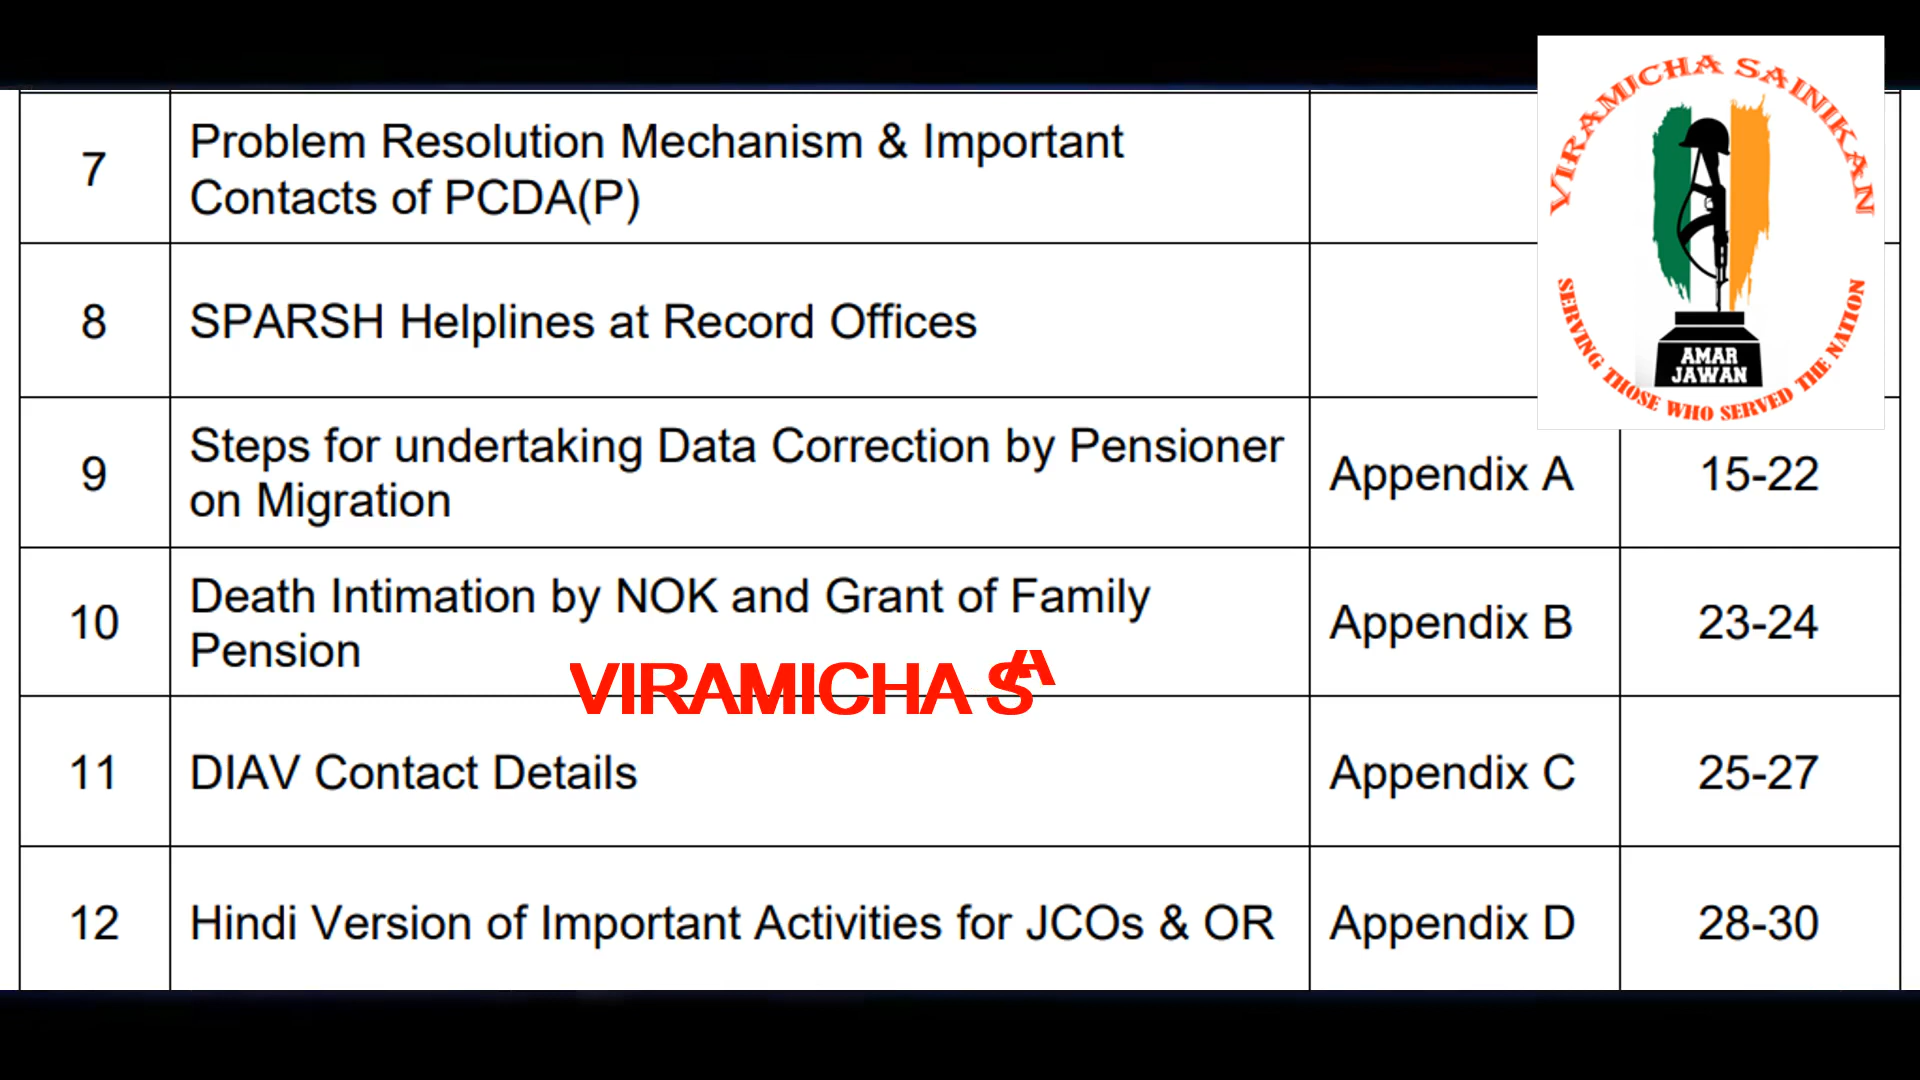 VIRAMICHA SAINIKAN
7
Problem Resolution Mechanism & Important
Contacts of PCDA(P)
8
SPARSH Helplines at Record Offices
AMAR
JAWAN
SERVING THOSE WHO SERVED THE NATION
9
Steps for undertaking Data Correction by Pensioner
on Migration
Appendix A
15-22
10
Death Intimation by NOK and Grant of Family
Pension
Appendix B
23-24
VIRAMICHA SA
11
DIAV Contact Details
Appendix C
25-27
12
Hindi Version of Important Activities for JCOs & OR
Appendix D
28-30